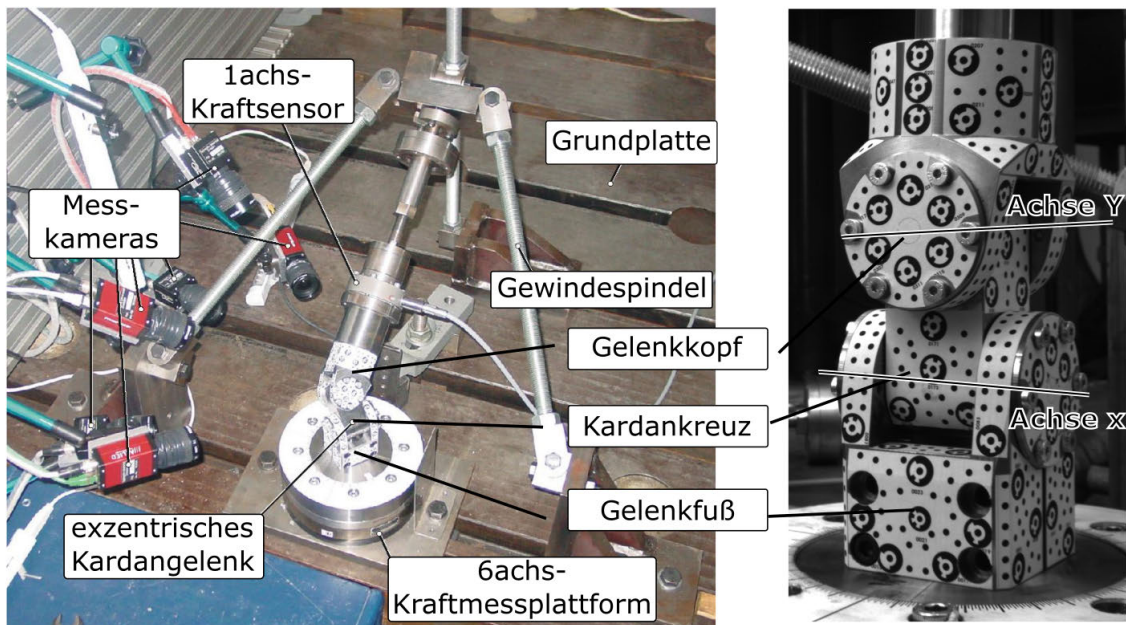 1achs-
Kraftsensor
Grundplatte
Mess-
kameras
Gewindespindel
Gelenkkopf
Kardankreuz
Gelenkfuß
exzentrisches
Kardangelenk
6achs-
Kraftmessplattform
Achse Y
Achse x